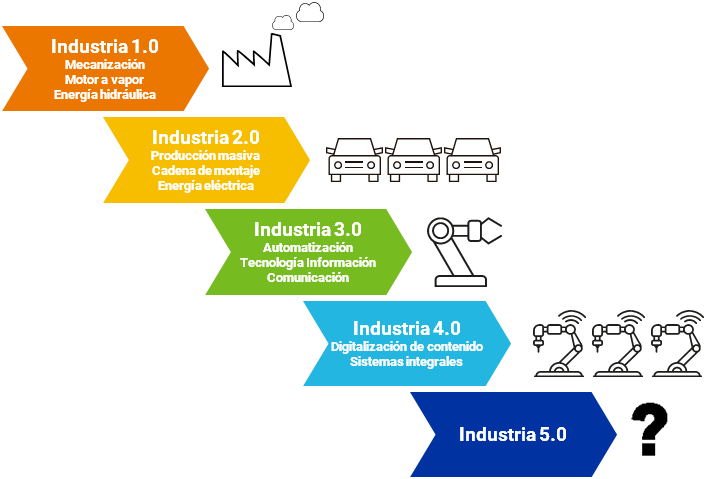 Industria 1.0
Mecanización
Motor a vapor
Energía hidráulica
Industria 2.0
Producción masiva
Cadena de montaje
Energía eléctrica
Industria 3.0
Automatización
Tecnología Información
Comunicación
Industria 4.0
Digitalización de contenido
Sistemas integrales
Industria 5.0
?